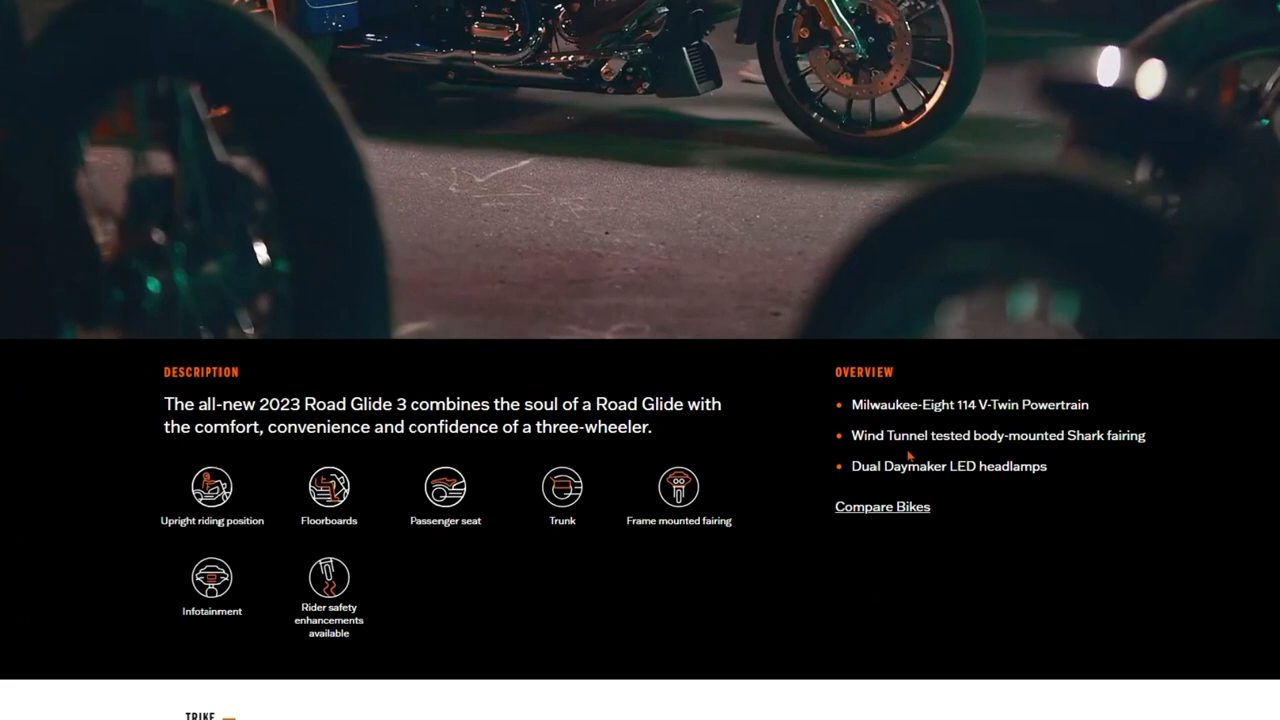 DESCRIPTION
The all-new 2023 Road Glide 3 combines the soul of a Road Glide with
the comfort, convenience and confidence of a three-wheeler.
Upright riding position
Floorboards
Passenger seat
Trunk
Frame mounted fairing
Infotainment
Rider safety
enhancements
available
OVERVIEW
Milwaukee-Eight 114 V-Twin Powertrain
Wind Tunnel tested body-mounted Shark fairing
Dual Daymaker LED headlamps
Compare Bikes
TRIKE